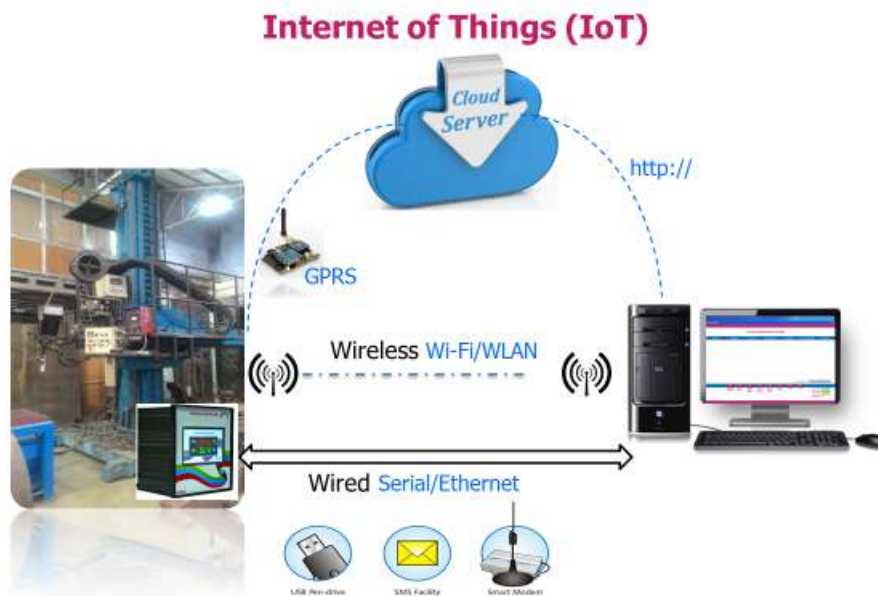 Internet of Things (IoT)
Cloud
Server
http://
GPRS
Wireless Wi-Fi/WLAN
Wired Serial/Ethernet
USB Pen-drive
SMS Facility
Smart Modem